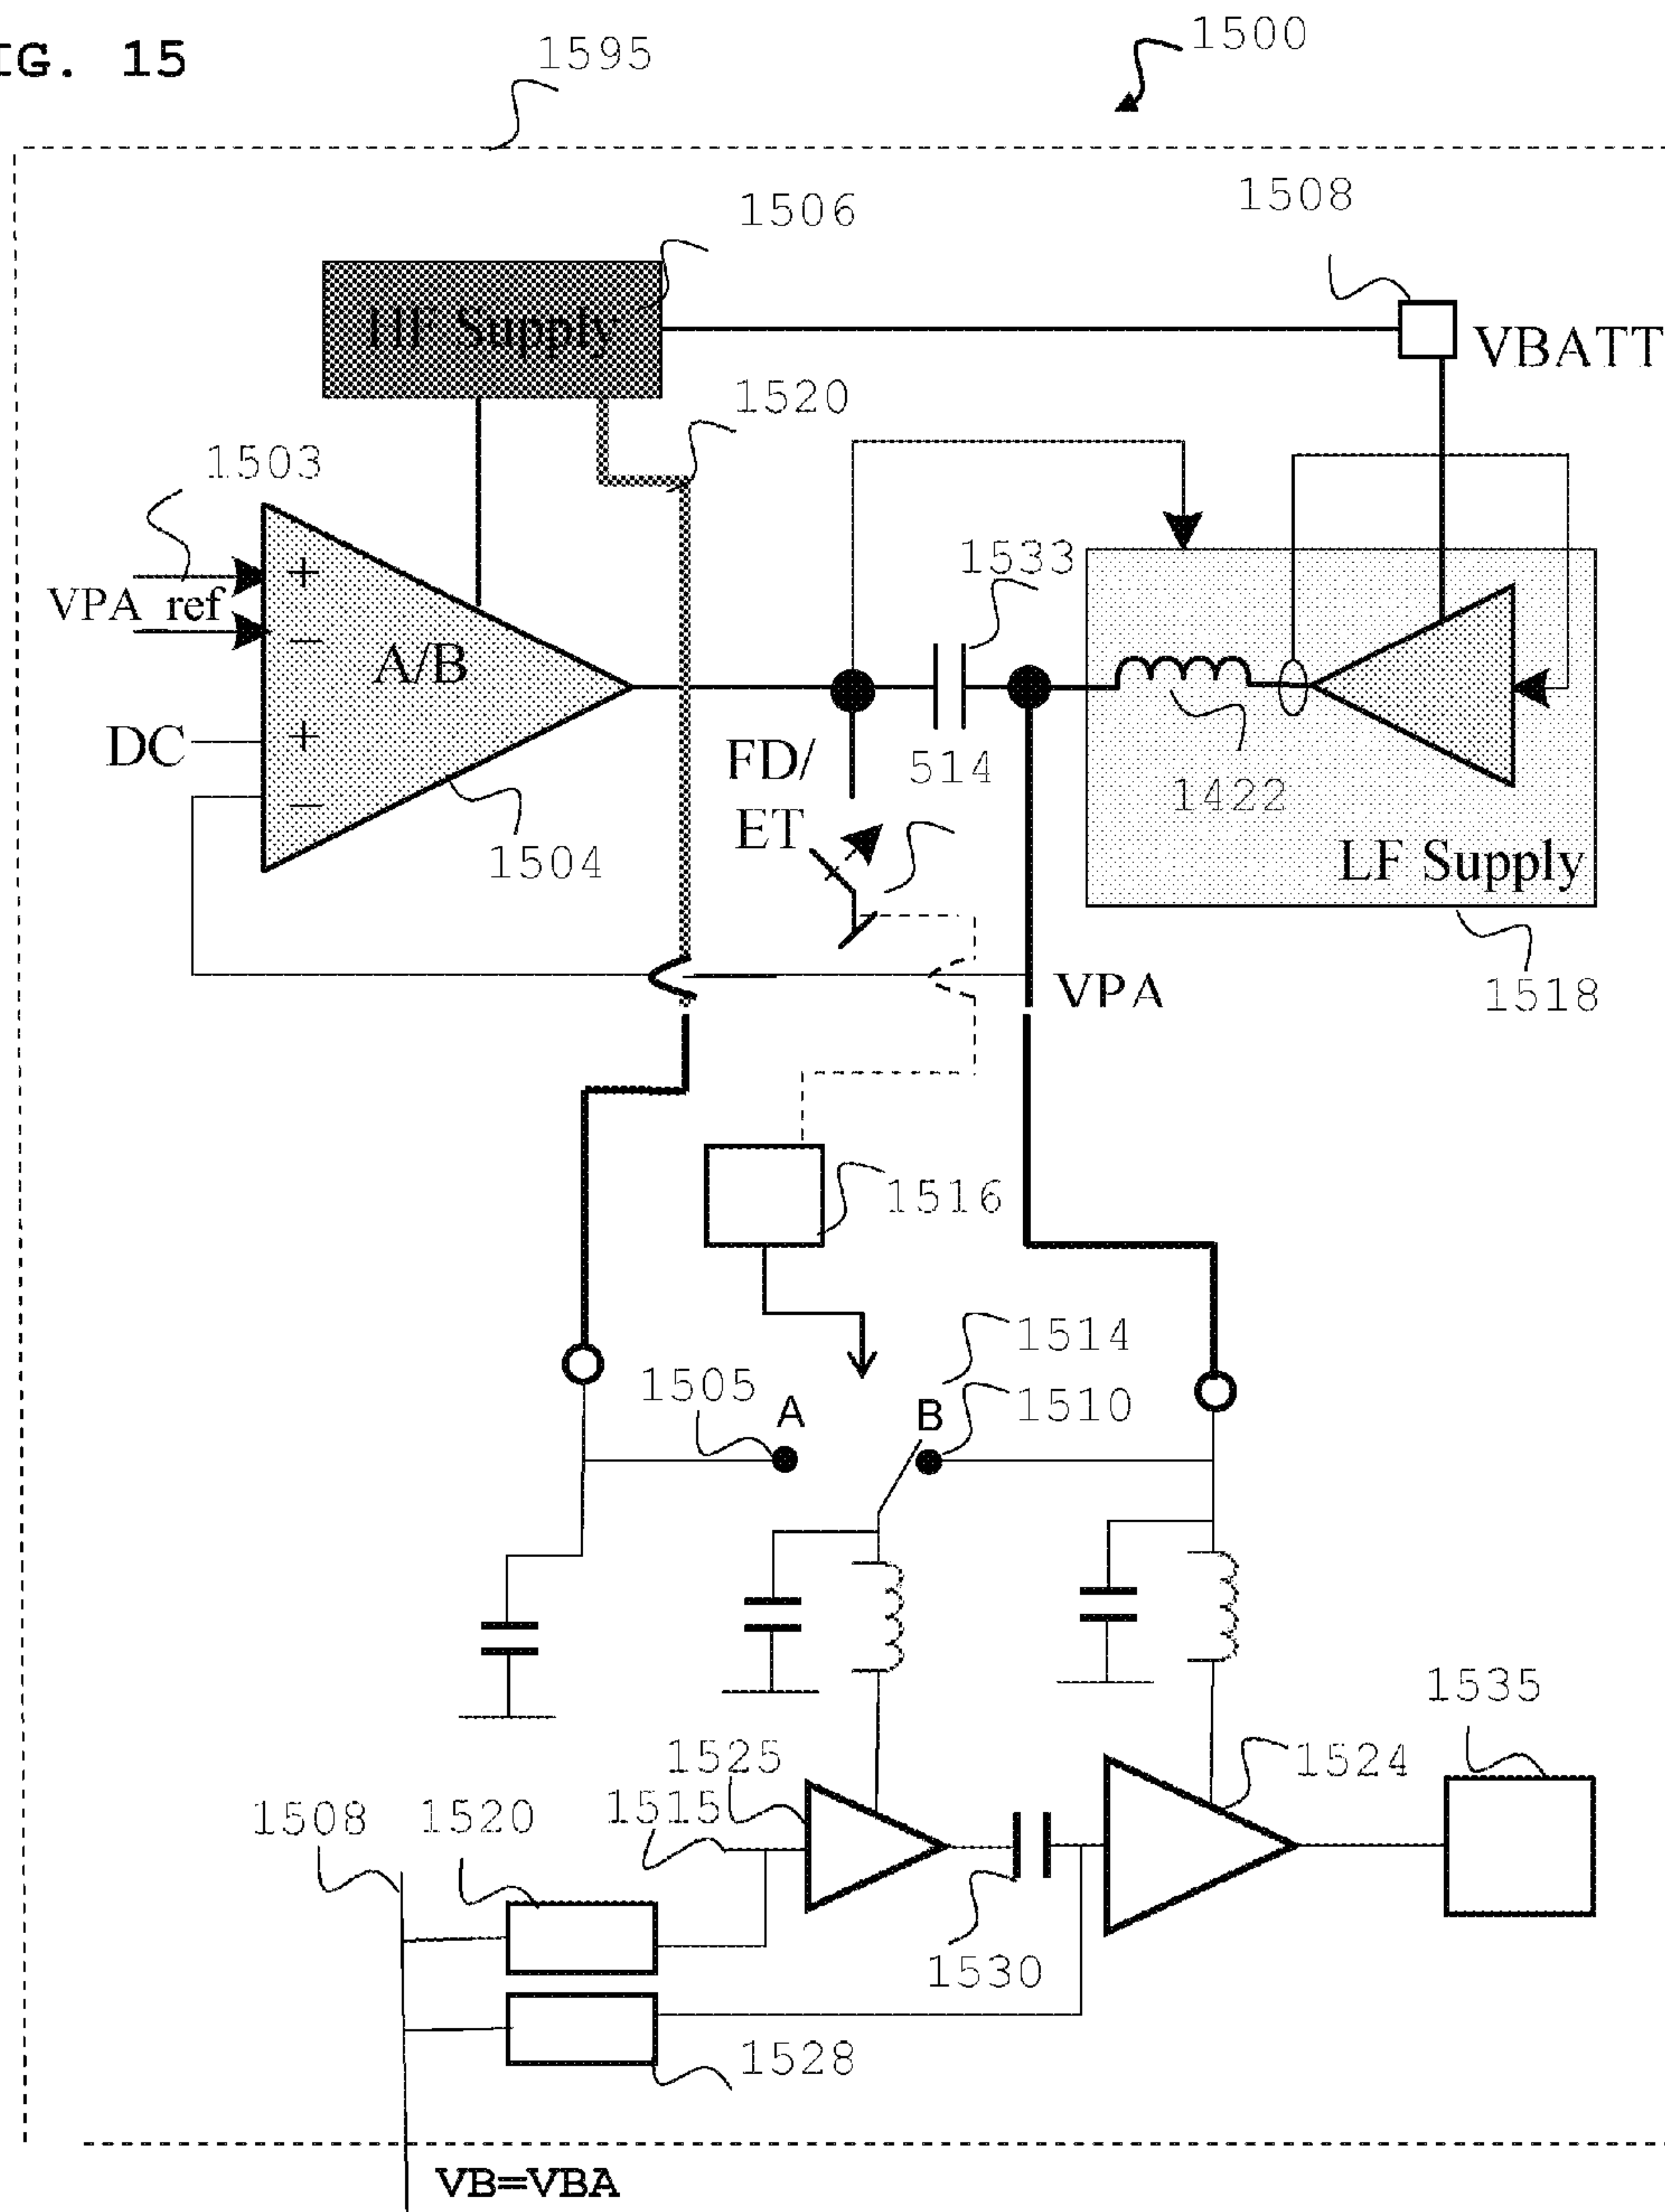 IG. 15
1595
1500
1506
1508
HF Supply
VBATT
1520
1503
1533
+
VPA_ref
−
A/B
+
DC
−
FD/
ET
514
1422
1504
LF Supply
VPA
1518
1516
1514
1505
A
B
1510
1535
1525
1524
1508
1520
1515
1530
1528
VB=VBA